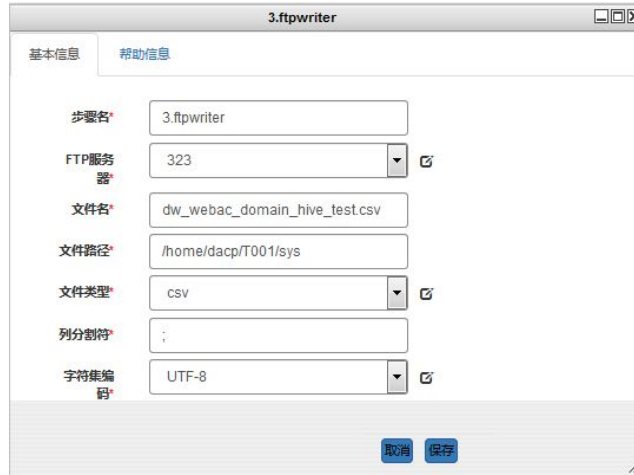 3.ftpwriter
基本信息 帮助信息
步骤名* 3.ftpwriter
FTP服务
器* 323
文件名* dw_webac_domain_hive_test.csv
文件路径* /home/dacp/T001/sys
文件类型* csv
列分割符* ;
字符集编
码* UTF-8
取消 保存